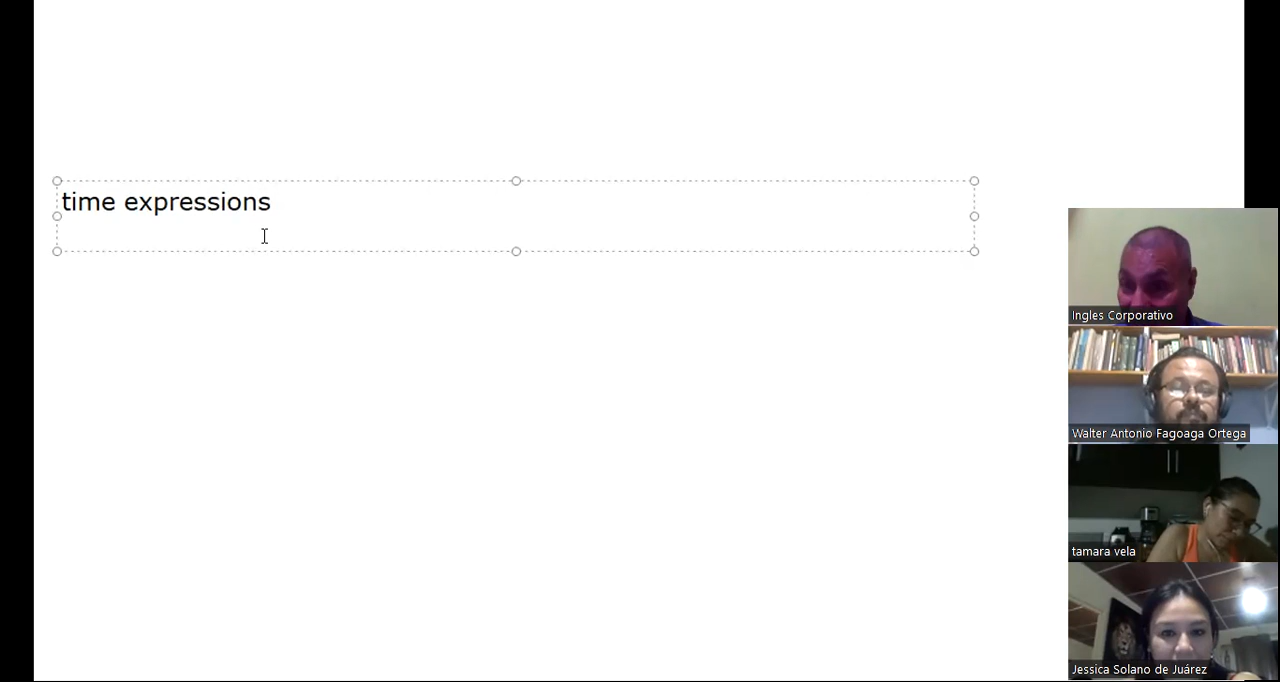 time expressions
Ingles Corporativo
Walter Antonio Fagoaga Ortega
tamara vela
Jessica Solano de Juárez